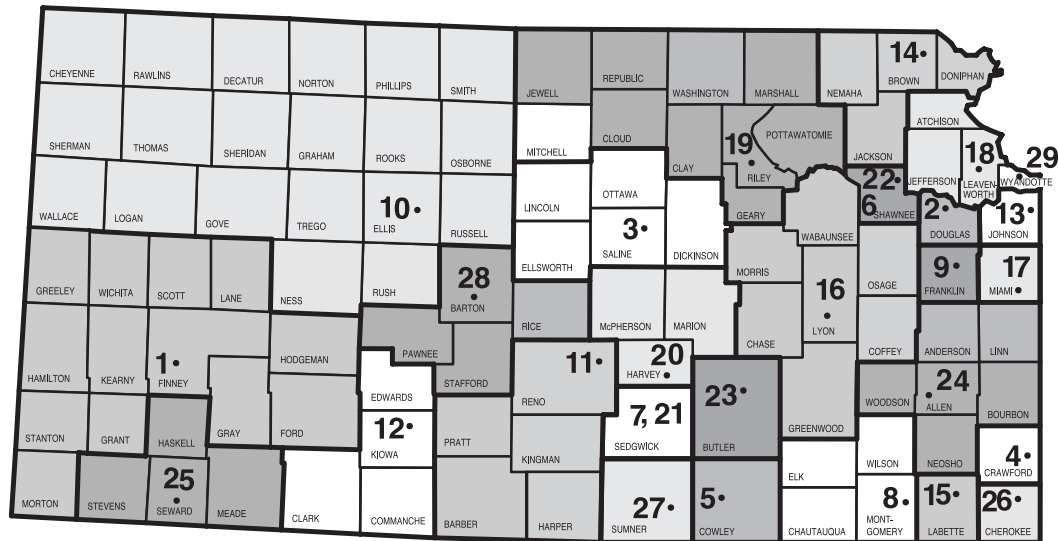 CHEYENNE
RAWLINS
DECATUR
NORTON
PHILLIPS
SMITH
JEWELL
REPUBLIC
WASHINGTON
MARSHALL
NEMAHA
14
BROWN
DONIPHAN
SHERMAN
THOMAS
SHERIDAN
GRAHAM
ROOKS
OSBORNE
MITCHELL
CLOUD
CLAY
19
RILEY
POTTAWATOMIE
JACKSON
ATCHISON
JEFFERSON
18
LEAVEN-
WORTH
29
WYANDOTTE
WALLACE
LOGAN
GOVE
TREGO
10
ELLIS
RUSSELL
LINCOLN
OTTAWA
3
SALINE
ELLSWORTH
DICKINSON
GEARY
WABAUNSEE
22
6
SHAWNEE
2
DOUGLAS
13
JOHNSON
GREELEY
WICHITA
SCOTT
LANE
NESS
RUSH
28
BARTON
RICE
McPHERSON
MARION
MORRIS
CHASE
16
LYON
OSAGE
9
FRANKLIN
17
MIAMI
HAMILTON
KEARNY
1
FINNEY
HODGEMAN
PAWNEE
STAFFORD
EDWARDS
11
RENO
20
HARVEY
COFFEY
ANDERSON
LINN
STANTON
GRANT
HASKELL
GRAY
FORD
12
KIOWA
PRATT
KINGMAN
7, 21
SEDGWICK
23
BUTLER
GREENWOOD
WOODSON
24
ALLEN
BOURBON
MORTON
STEVENS
25
SEWARD
MEADE
CLARK
COMMANCHE
BARBER
HARPER
27
SUMNER
5
COWLEY
ELK
CHAUTAUQUA
WILSON
8
MONT-
GOMERY
NEOSHO
15
LABETTE
4
CRAWFORD
26
CHEROKEE